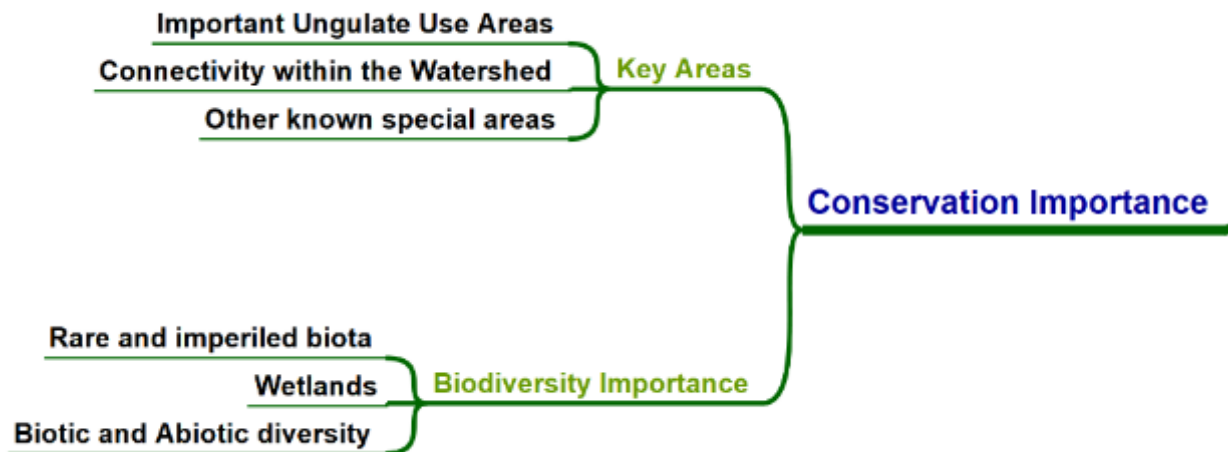 Important Ungulate Use Areas
Connectivity within the Watershed
Key Areas
Other known special areas
Conservation Importance
Rare and imperiled biota
Wetlands
Biodiversity Importance
Biotic and Abiotic diversity